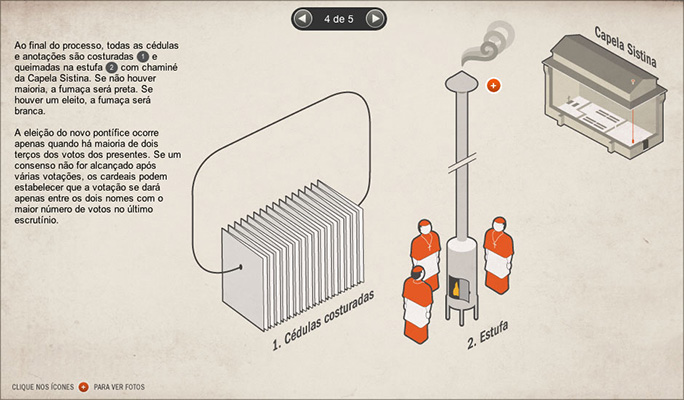 4 de 5
Ao final do processo, todas as cédulas
e anotações são costuradas 1 e
queimadas na estufa 2 com chaminé
da Capela Sistina. Se não houver
maioria, a fumaça será preta. Se
houver um eleito, a fumaça será
branca.
A eleição do novo pontífice ocorre
apenas quando há maioria de dois
terços dos votos dos presentes. Se um
consenso não for alcançado após
várias votações, os cardeais podem
estabelecer que a votação se dará
apenas entre os dois nomes com o
maior número de votos no último
escrutínio.
Capela Sistina
1. Cédulas costuradas
2. Estufa
CLIQUE NOS ÍCONES + PARA VER FOTOS